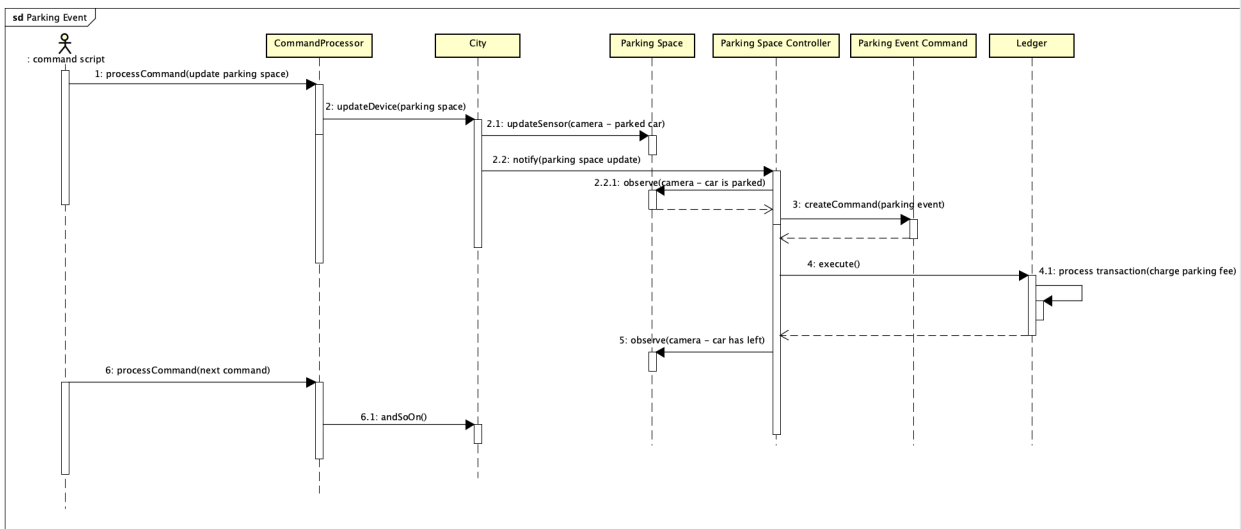 sd Parking Event
: command script
CommandProcessor
City
Parking Space
Parking Space Controller
Parking Event Command
Ledger
1: processCommand(update parking space)
2: updateDevice(parking space)
2.1: updateSensor(camera - parked car)
2.2: notify(parking space update)
2.2.1: observe(camera - car is parked)
3: createCommand(parking event)
4: execute()
4.1: process transaction(charge parking fee)
5: observe(camera - car has left)
6: processCommand(next command)
6.1: andSoOn()